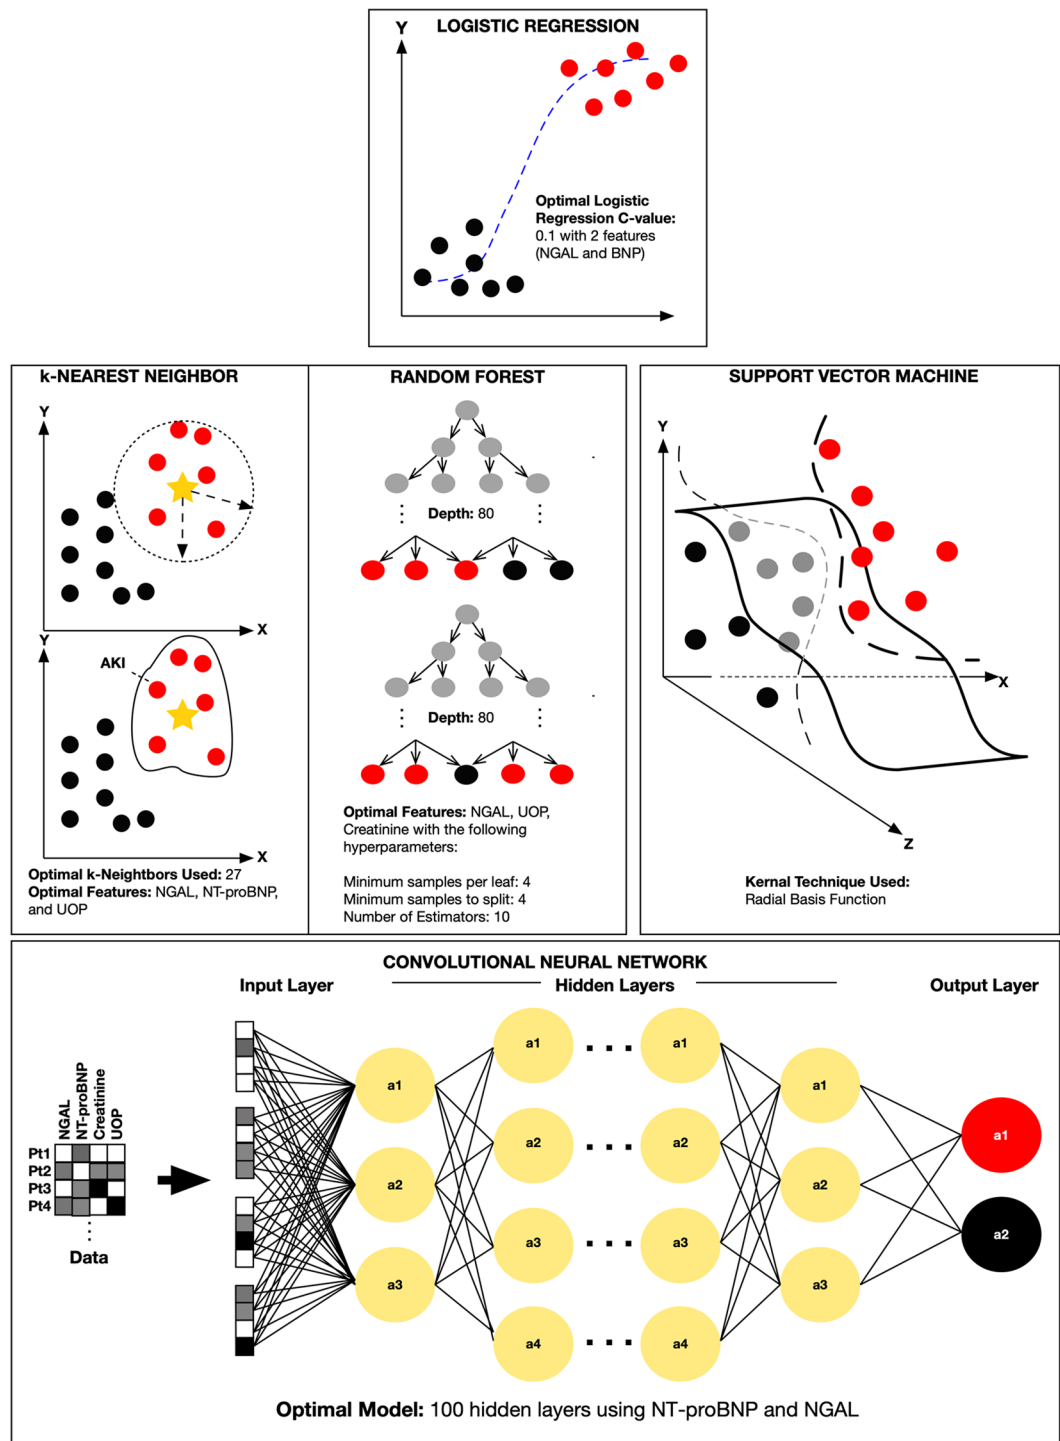 LOGISTIC REGRESSION
Y
Optimal Logistic
Regression C-value:
0.1 with 2 features
(NGAL and BNP)
k-NEAREST NEIGHBOR
Y
X
Y
AKI
X
Optimal k-Neighbors Used: 27
Optimal Features: NGAL, NT-proBNP,
and UOP
RANDOM FOREST
Depth: 80
Depth: 80
Optimal Features: NGAL, UOP,
Creatinine with the following
hyperparameters:
Minimum samples per leaf: 4
Minimum samples to split: 4
Number of Estimators: 10
SUPPORT VECTOR MACHINE
Y
X
Z
Kernal Technique Used:
Radial Basis Function
CONVOLUTIONAL NEURAL NETWORK
Input Layer
Hidden Layers
Output Layer
NGAL
NT-proBNP
Creatinine
UOP
Pt1
Pt2
Pt3
Pt4
Data
a1
a2
a3
a1
a2
a3
a4
a1
a2
a3
a4
a1
a2
a3
a1
a2
Optimal Model: 100 hidden layers using NT-proBNP and NGAL